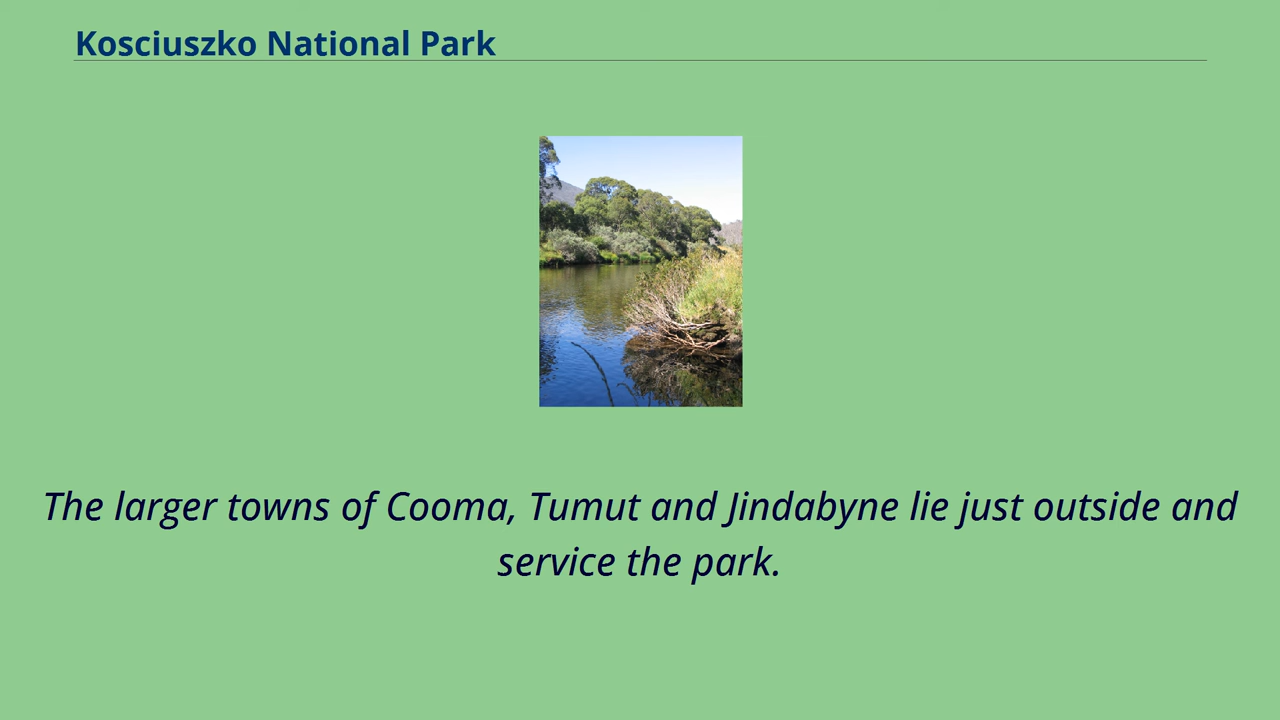 Kosciuszko National Park
The larger towns of Cooma, Tumut and Jindabyne lie just outside and
service the park.